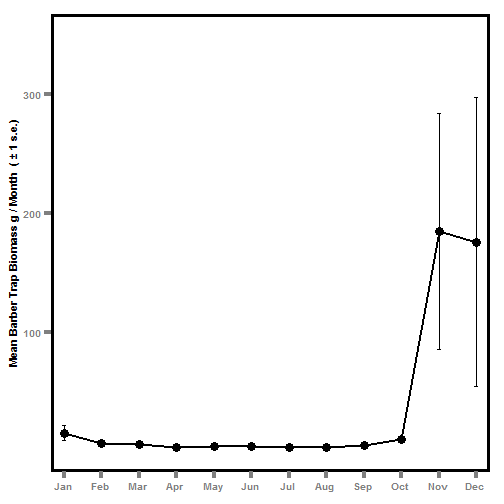 Mean Barber Trap Biomass g / Month ( ± 1 s.e.)
300
200
100
Jan Feb Mar Apr May Jun Jul Aug Sep Oct Nov Dec